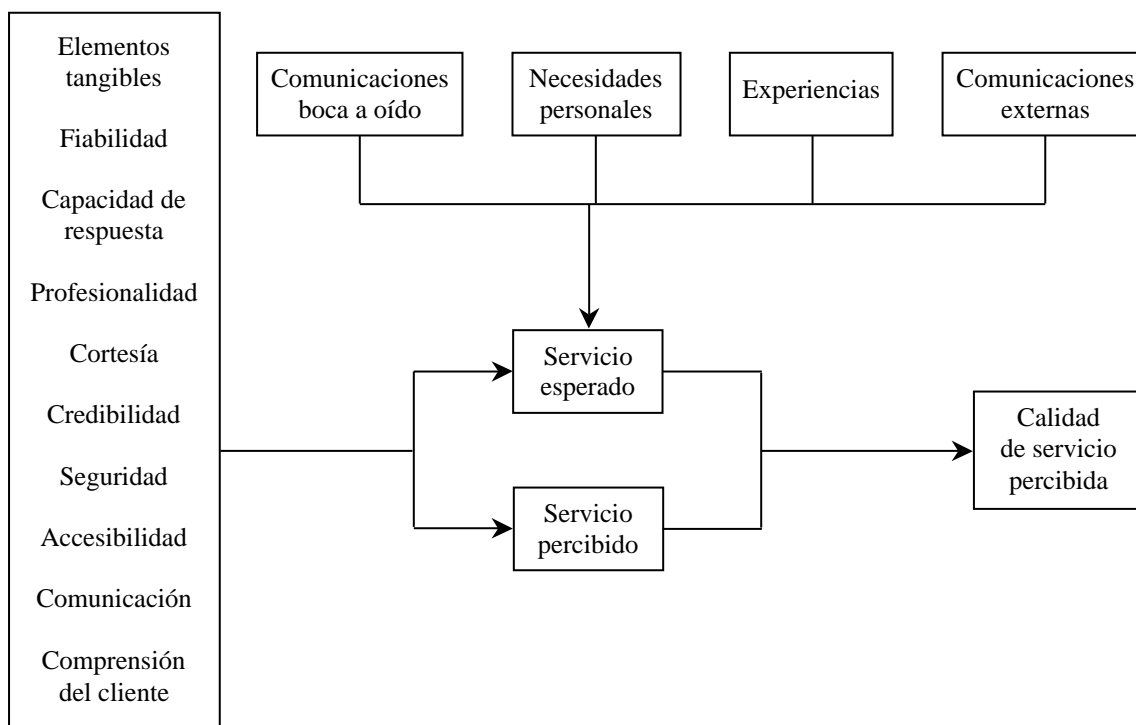 Elementos
tangibles
Fiabilidad
Capacidad de
respuesta
Profesionalidad
Cortesía
Credibilidad
Seguridad
Accesibilidad
Comunicación
Comprensión
del cliente
Comunicaciones
boca a oído
Necesidades
personales
Experiencias
Comunicaciones
externas
Servicio
esperado
Servicio
percibido
Calidad
de servicio
percibida